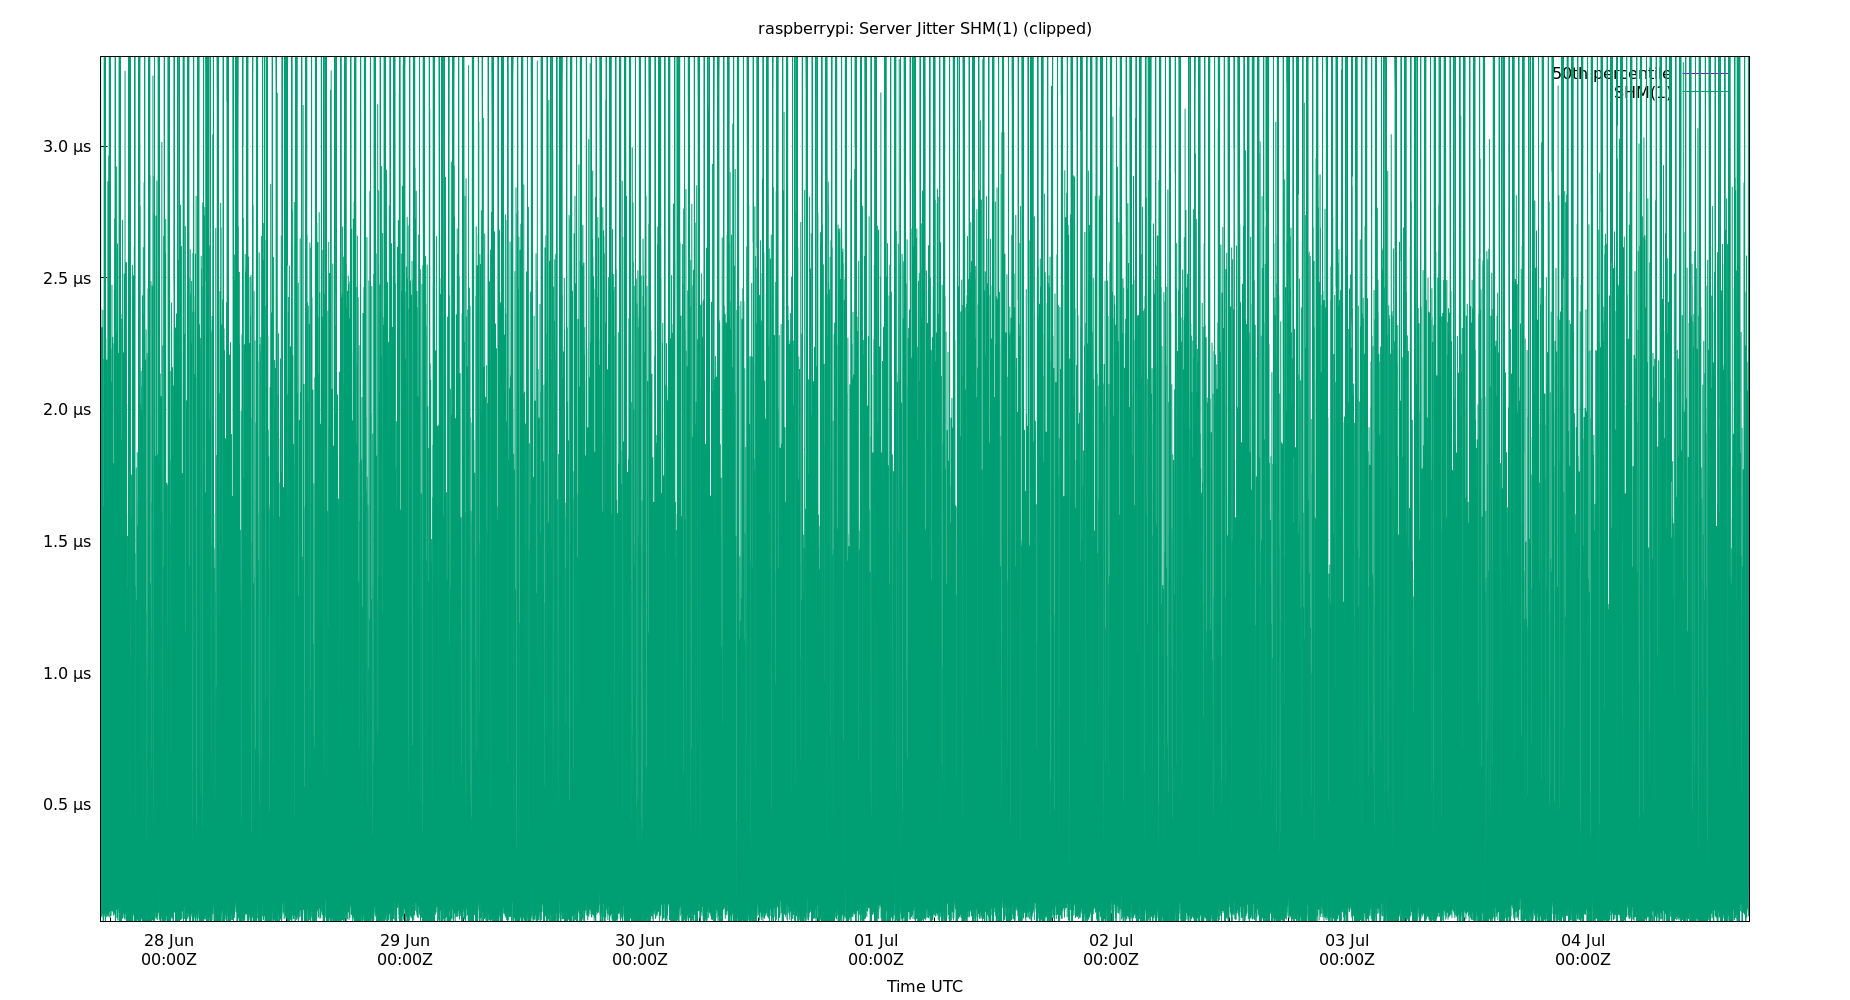 raspberrypi: Server Jitter SHM(1) (clipped)
50th percentile
SHM(1)
3.0 μs
2.5 μs
2.0 μs
1.5 μs
1.0 μs
0.5 μs
28 Jun 29 Jun 30 Jun 01 Jul 02 Jul 03 Jul 04 Jul
00:00Z 00:00Z 00:00Z 00:00Z 00:00Z 00:00Z 00:00Z
Time UTC